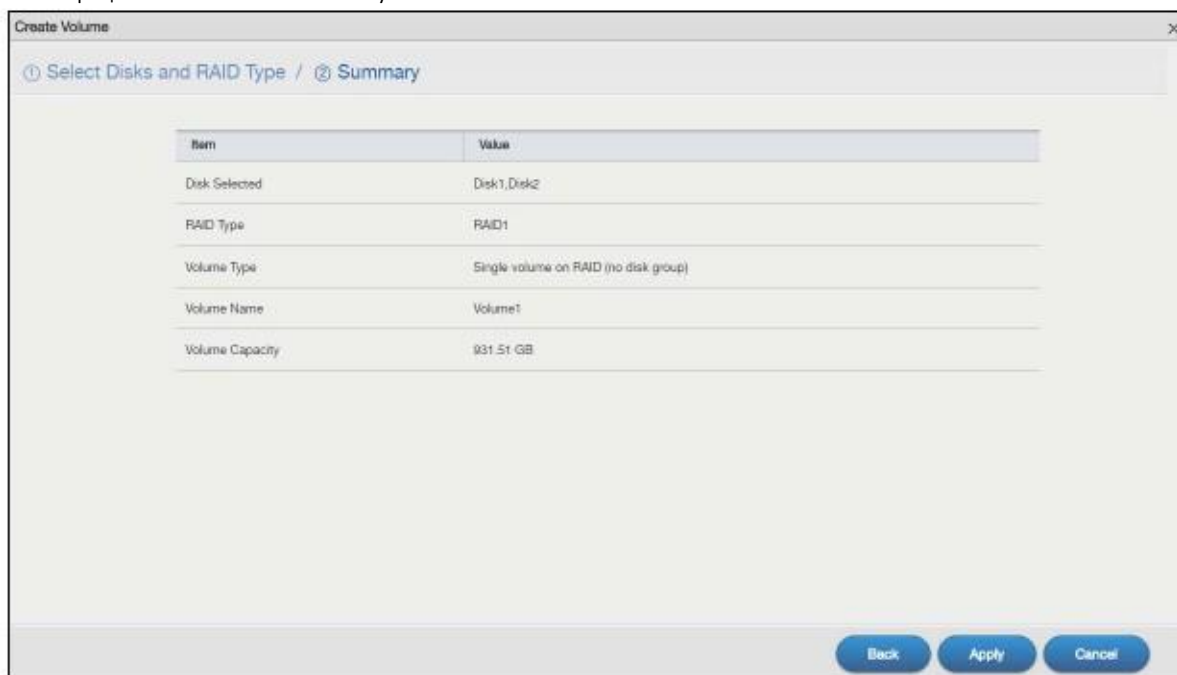 Create Volume
① Select Disks and RAID Type / ② Summary
Item Value
Disk Selected Disk1,Disk2
RAID Type RAID1
Volume Type Single volume on RAID (no disk group)
Volume Name Volume1
Volume Capacity 931.51 GB
Back Apply Cancel